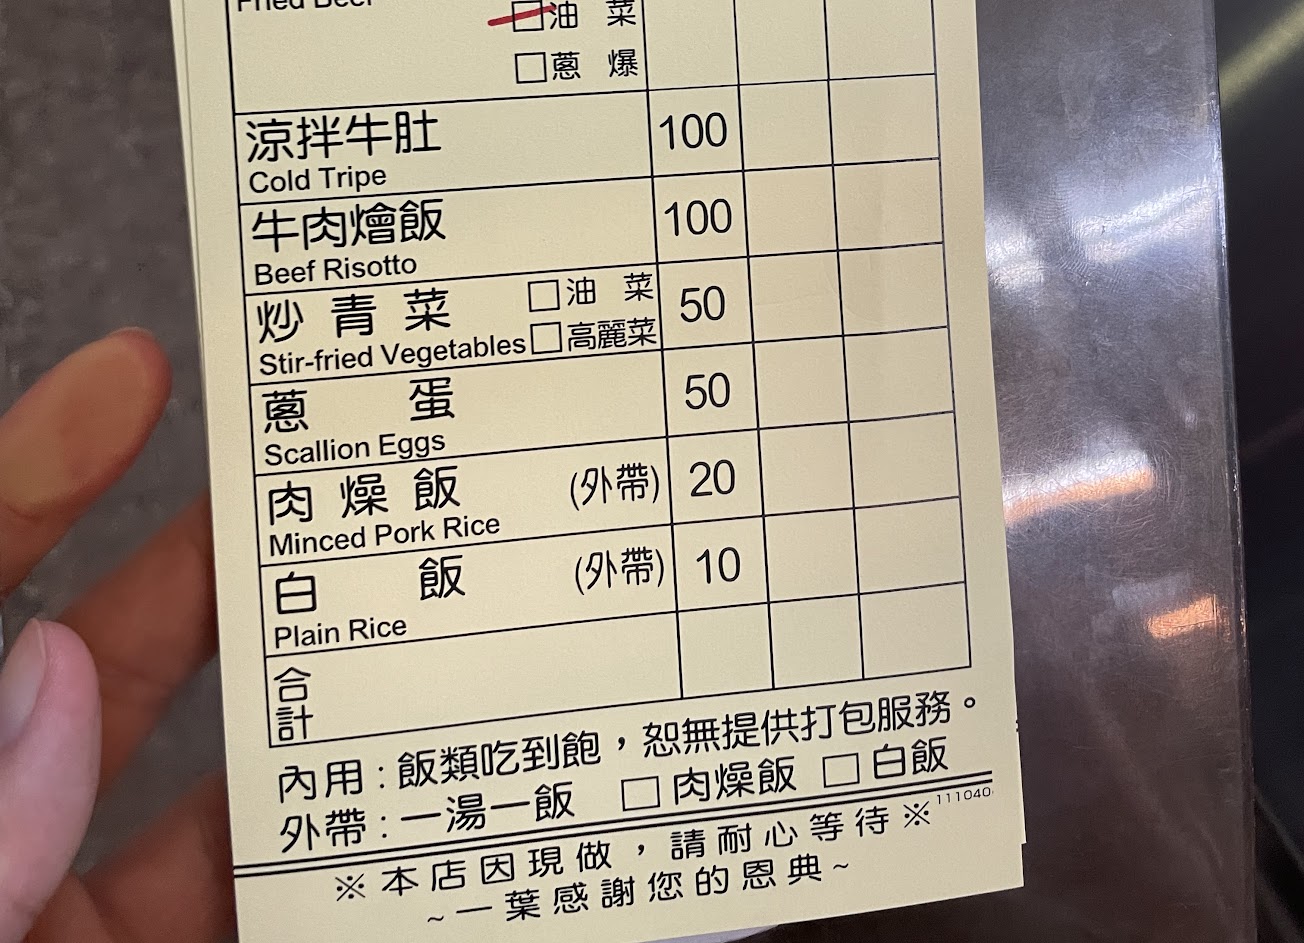 Fried Beef
□油 菜
□蔥 爆
涼拌牛肚 100
Cold Tripe
牛肉燴飯 100
Beef Risotto
炒青菜 □油 菜 50
Stir-fried Vegetables □高麗菜
蔥 蛋 50
Scallion Eggs
肉燥飯 (外帶) 20
Minced Pork Rice
白 飯 (外帶) 10
Plain Rice
合
計
內用：飯類吃到飽，恕無提供打包服務。
外帶：一湯一飯 □肉燥飯 □白飯
111040
※本店因現做，請耐心等待※
~一葉感謝您的恩典~